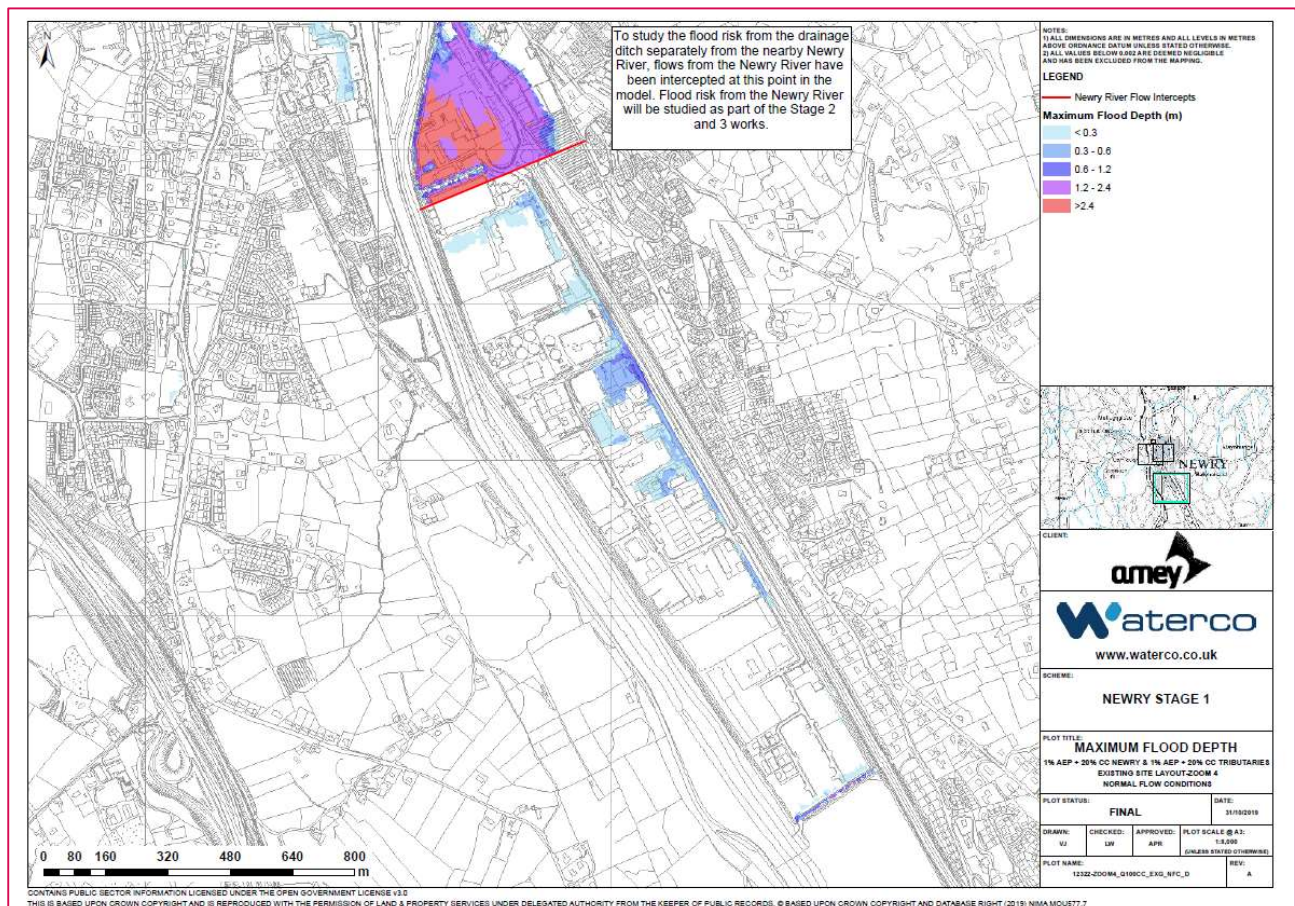 N
To study the flood risk from the drainage
ditch separately from the nearby Newry
River, flows from the Newry River have
been intercepted at this point in the
model. Flood risk from the Newry River
will be studied as part of the Stage 2
and 3 works.
NOTES:
1) ALL DIMENSIONS ARE IN METRES AND ALL LEVELS IN METRES
ABOVE ORDNANCE DATUM UNLESS STATED OTHERWISE.
2) ALL VALUES BELOW 0.002 ARE DEEMED NEGLIGIBLE
AND HAS BEEN EXCLUDED FROM THE MAPPING.
LEGEND
Newry River Flow Intercepts
Maximum Flood Depth (m)
< 0.3
0.3 - 0.6
0.6 - 1.2
1.2 - 2.4
>2.4
NEWRY
CLIENT:
amey
Waterco
www.waterco.co.uk
SCHEME:
NEWRY STAGE 1
PLOT TITLE:
MAXIMUM FLOOD DEPTH
1% AEP + 20% CC NEWRY & 1% AEP + 20% CC TRIBUTARIES
EXISTING SITE LAYOUT-ZOOM 4
NORMAL FLOW CONDITIONS
PLOT STATUS:
FINAL
DATE:
31/10/2019
DRAWN:
VJ
CHECKED:
LW
APPROVED:
APR
PLOT SCALE @ A3:
1:8,000
(UNLESS STATED OTHERWISE)
PLOT NAME:
12322-ZOOM4_Q100CC_EXG_NFC_D
REV:
A
0 80 160 320 480 640 800
m
CONTAINS PUBLIC SECTOR INFORMATION LICENSED UNDER THE OPEN GOVERNMENT LICENSE v3.0
THIS IS BASED UPON CROWN COPYRIGHT AND IS REPRODUCED WITH THE PERMISSION OF LAND & PROPERTY SERVICES UNDER DELEGATED AUTHORITY FROM THE KEEPER OF PUBLIC RECORDS, © BASED UPON CROWN COPYRIGHT AND DATABASE RIGHT (2019) NIMA MOU577.7